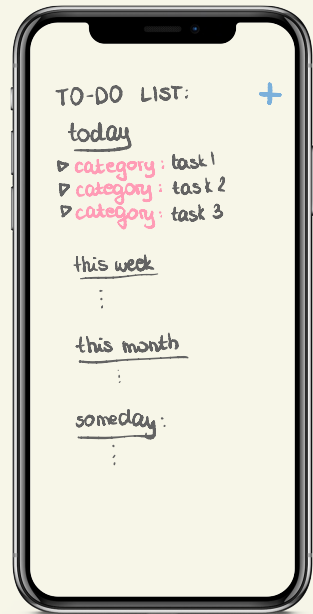 TO-DO LIST: +
today
▷ category: task 1
▷ category: task 2
▷ category: task 3
this week
⋮
this month
⋮
someday:
⋮